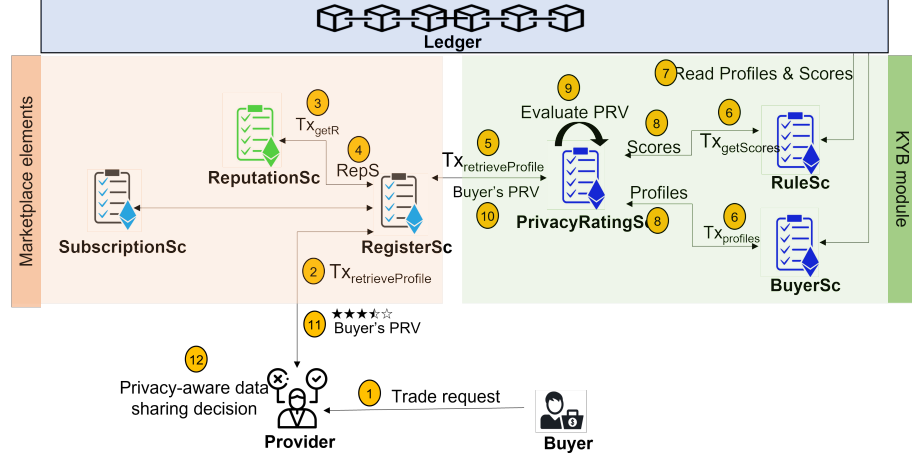 Ledger
Marketplace elements
KYB module
7
Read Profiles & Scores
9
Evaluate PRV
3
TxgetR
4
RepS
ReputationSc
8
Scores
6
TxgetScores
RuleSc
5
TxretrieveProfile
Buyer's PRV
10
PrivacyRatingSc
Profiles
8
6
Txprofiles
BuyerSc
SubscriptionSc
RegisterSc
2
TxretrieveProfile
11
★★★⯪☆
Buyer's PRV
12
Privacy-aware data
sharing decision
1
Trade request
Provider
Buyer